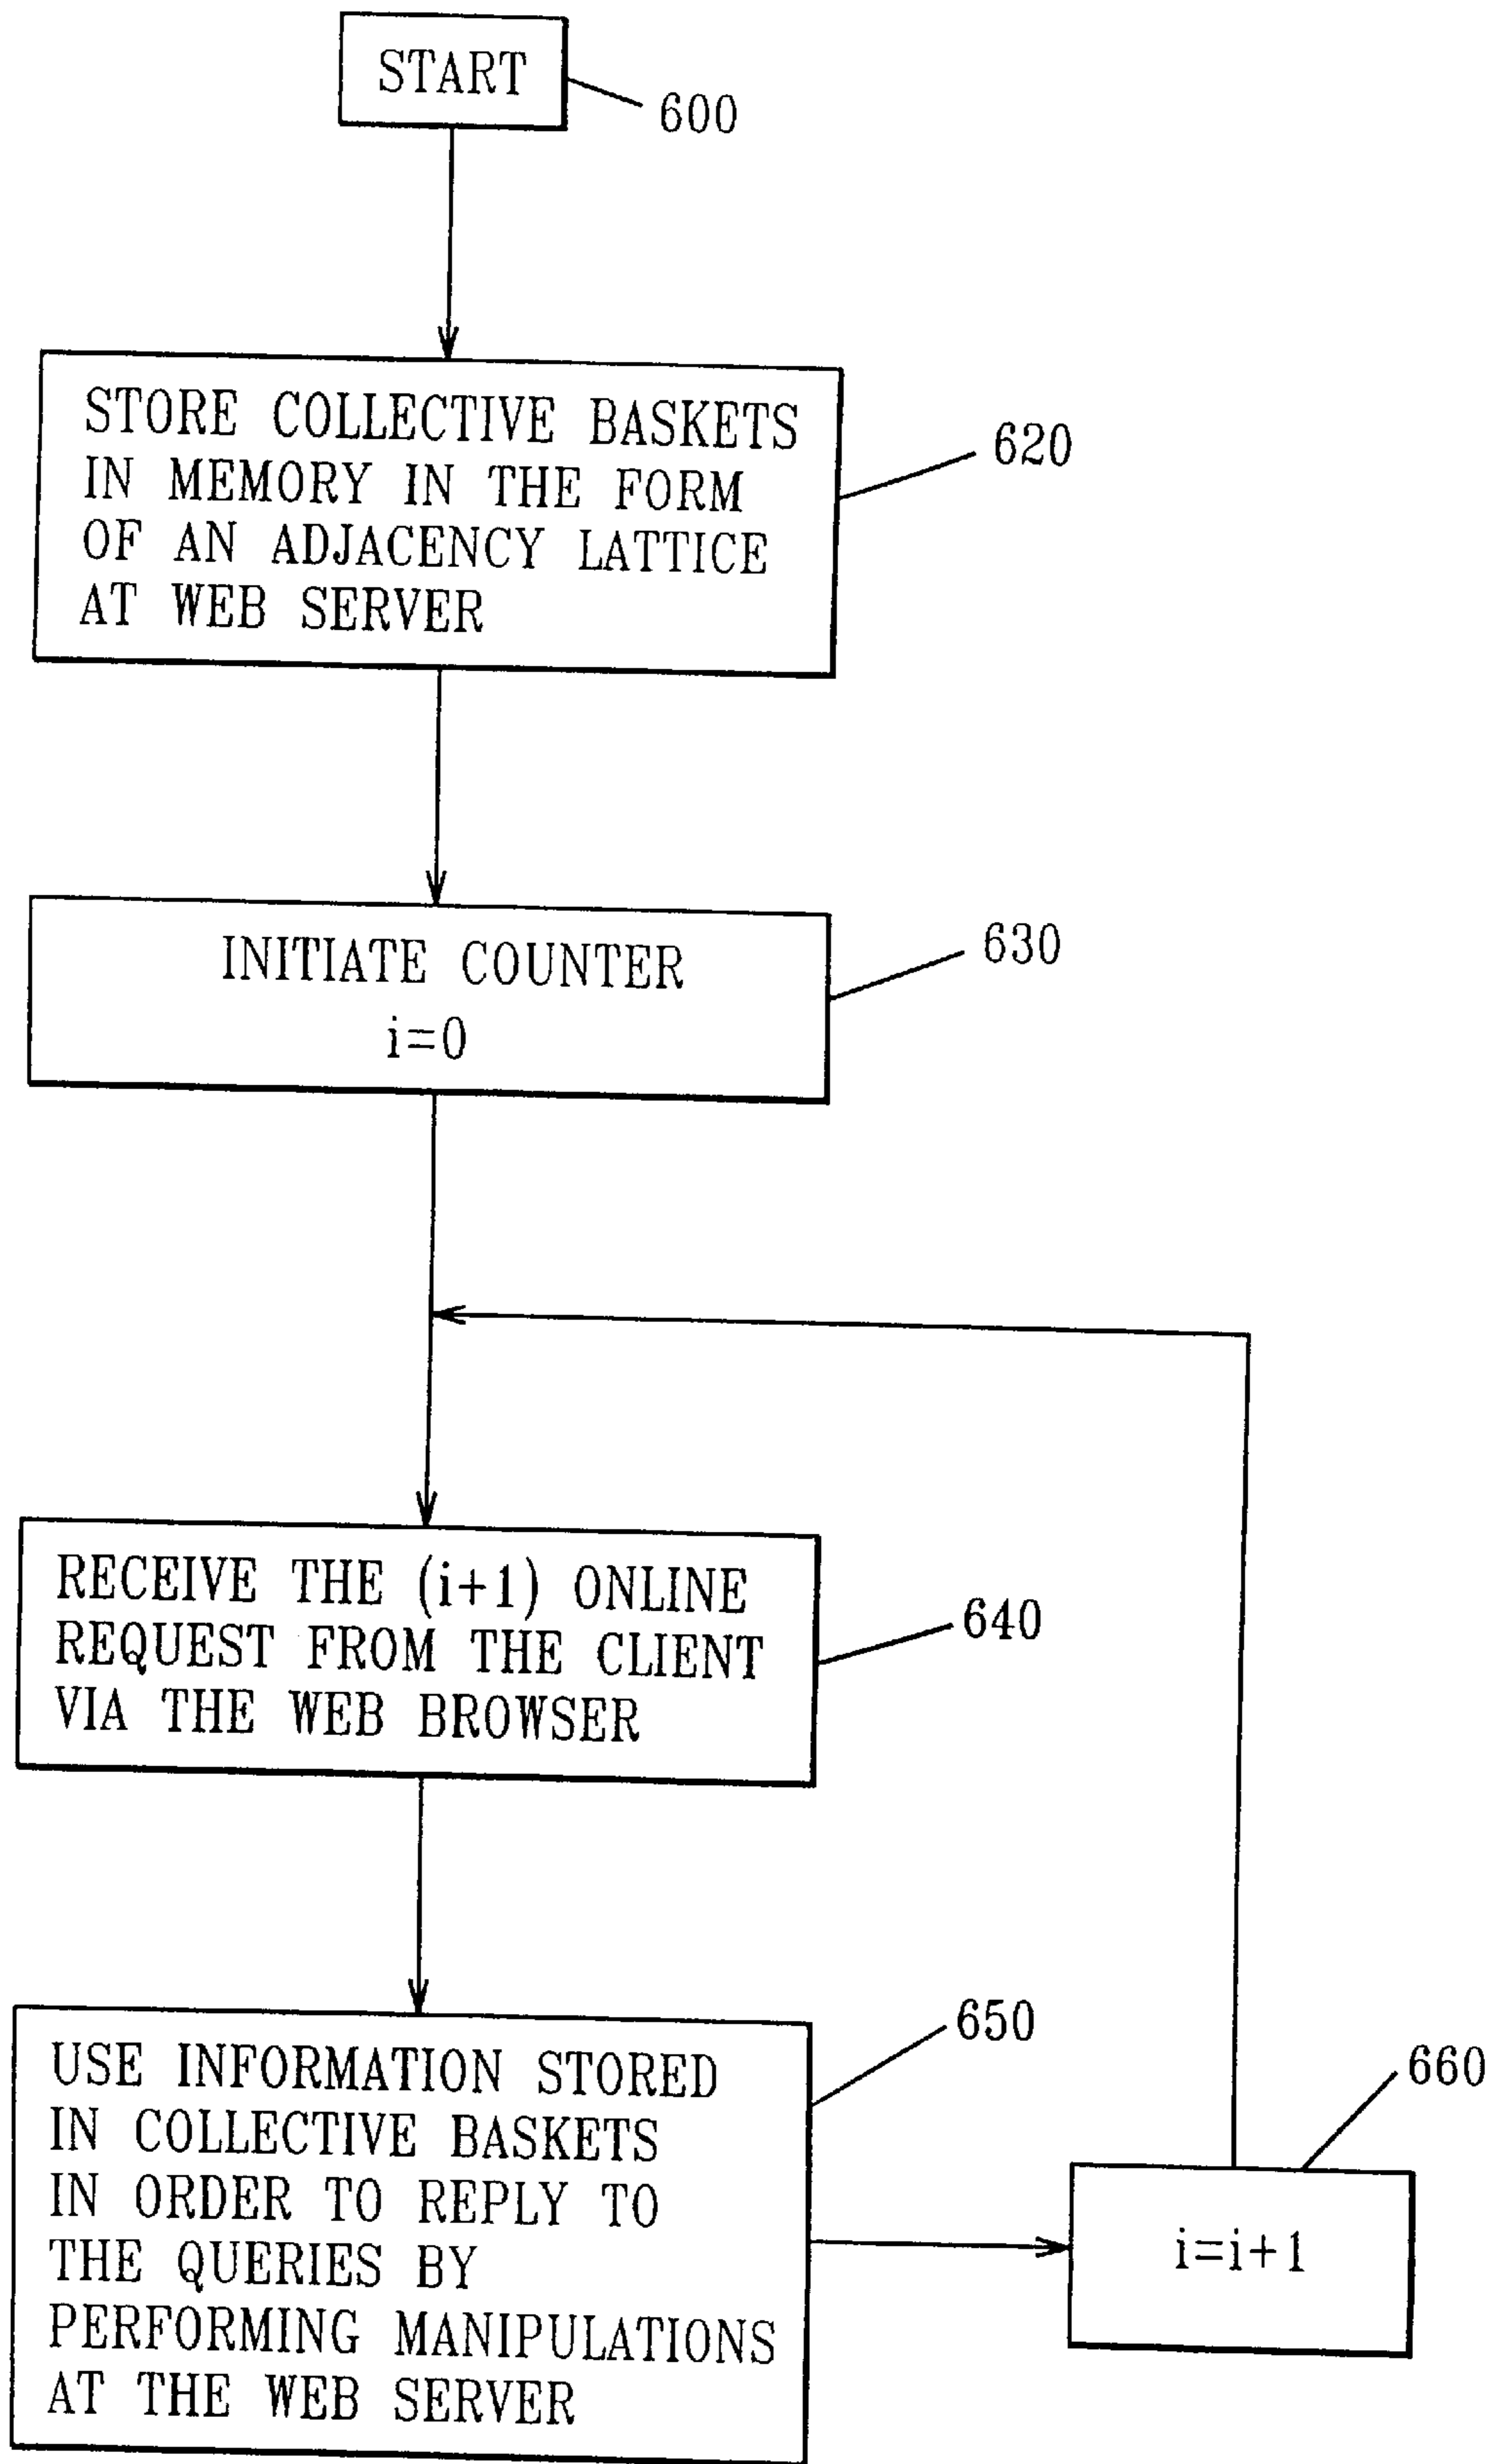 START
600
STORE COLLECTIVE BASKETS
IN MEMORY IN THE FORM
OF AN ADJACENCY LATTICE
AT WEB SERVER
620
INITIATE COUNTER
i=0
630
RECEIVE THE (i+1) ONLINE
REQUEST FROM THE CLIENT
VIA THE WEB BROWSER
640
USE INFORMATION STORED
IN COLLECTIVE BASKETS
IN ORDER TO REPLY TO
THE QUERIES BY
PERFORMING MANIPULATIONS
AT THE WEB SERVER
650
i=i+1
660